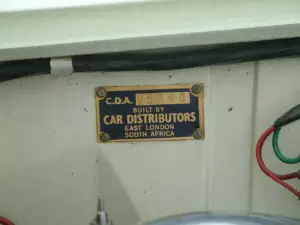 C.D.A.
BUILT BY
CAR DISTRIBUTORS
EAST LONDON
SOUTH AFRICA